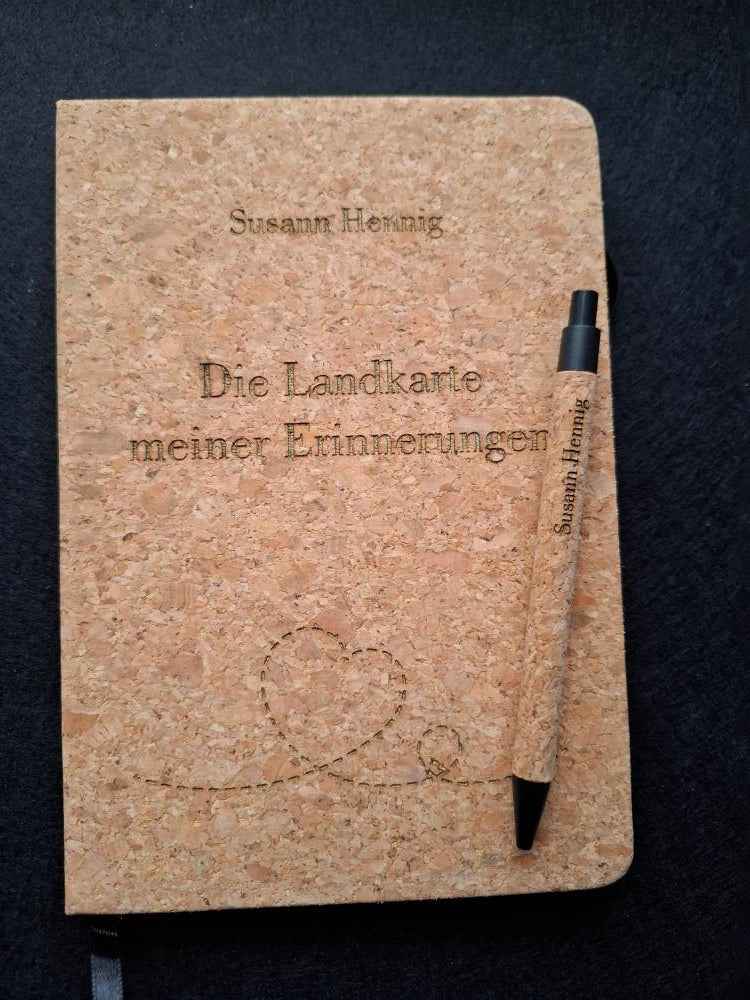 Susann Hennig
Die Landkarte
meiner Erinnerungen
Susann Hennig